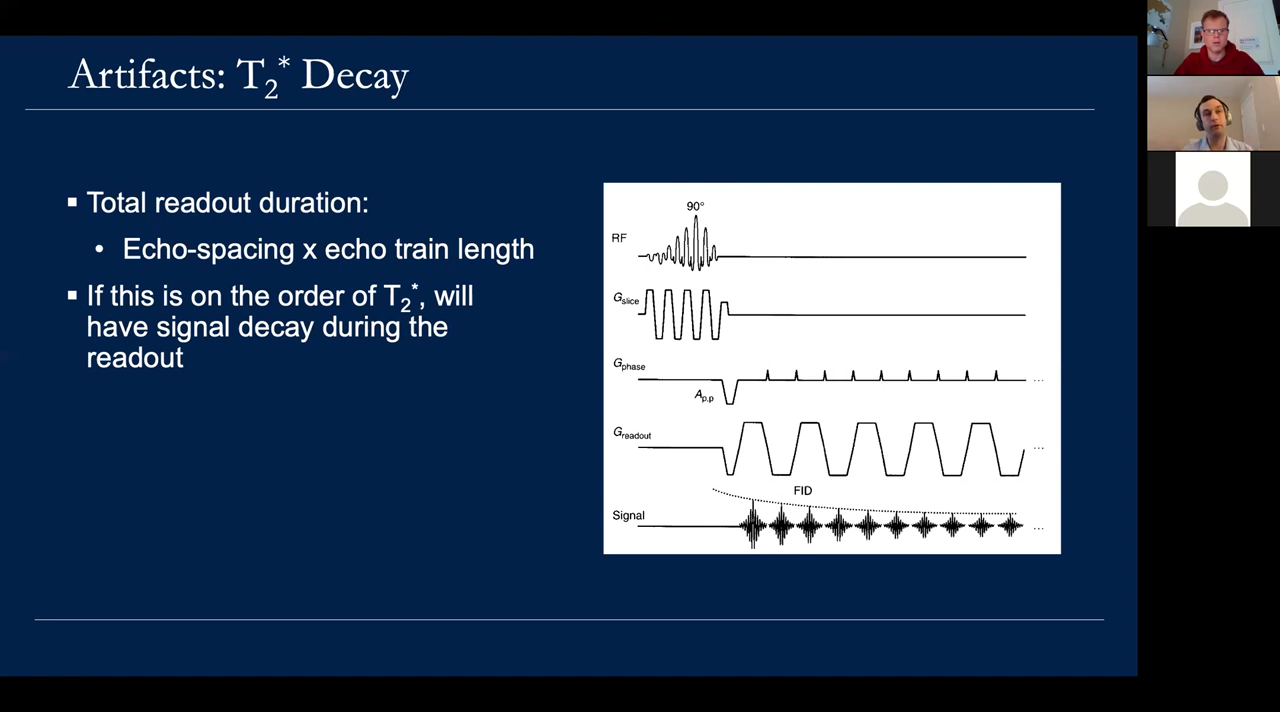 Artifacts: T₂* Decay
▪ Total readout duration:
• Echo-spacing x echo train length
▪ If this is on the order of T₂*, will
have signal decay during the
readout
90°
RF
Gslice
Gphase
...
Ap,p
Greadout
...
FID
Signal
...